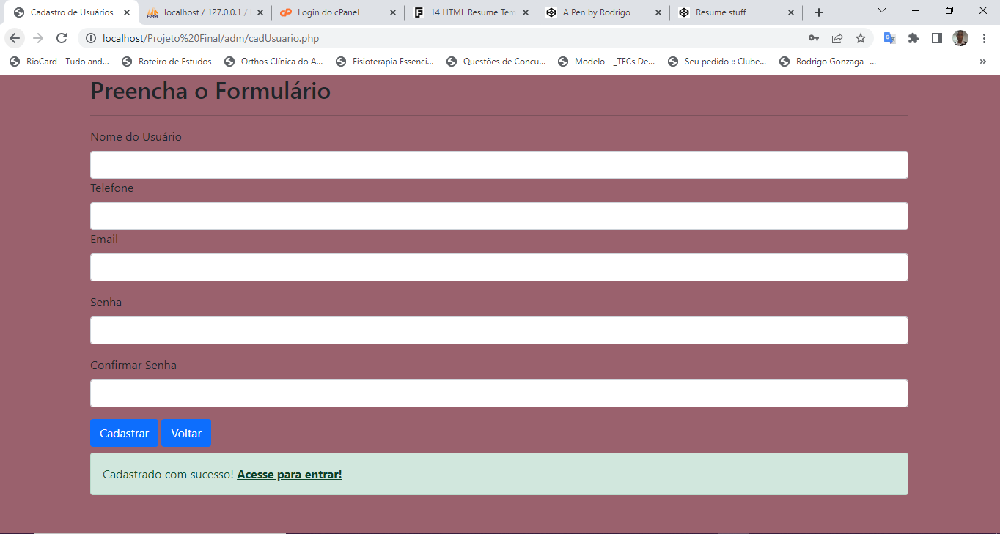 Cadastro de Usuários
localhost / 127.0.0.1 /
Login do cPanel
14 HTML Resume Tem
A Pen by Rodrigo
Resume stuff
localhost/Projeto%20Final/adm/cadUsuario.php
RioCard - Tudo and...
Roteiro de Estudos
Orthos Clínica do A...
Fisioterapia Essenci...
Questões de Concu...
Modelo - _TECs De...
Seu pedido :: Clube...
Rodrigo Gonzaga -...
»
Preencha o Formulário
Nome do Usuário
Telefone
Email
Senha
Confirmar Senha
Cadastrar Voltar
Cadastrado com sucesso! Acesse para entrar!